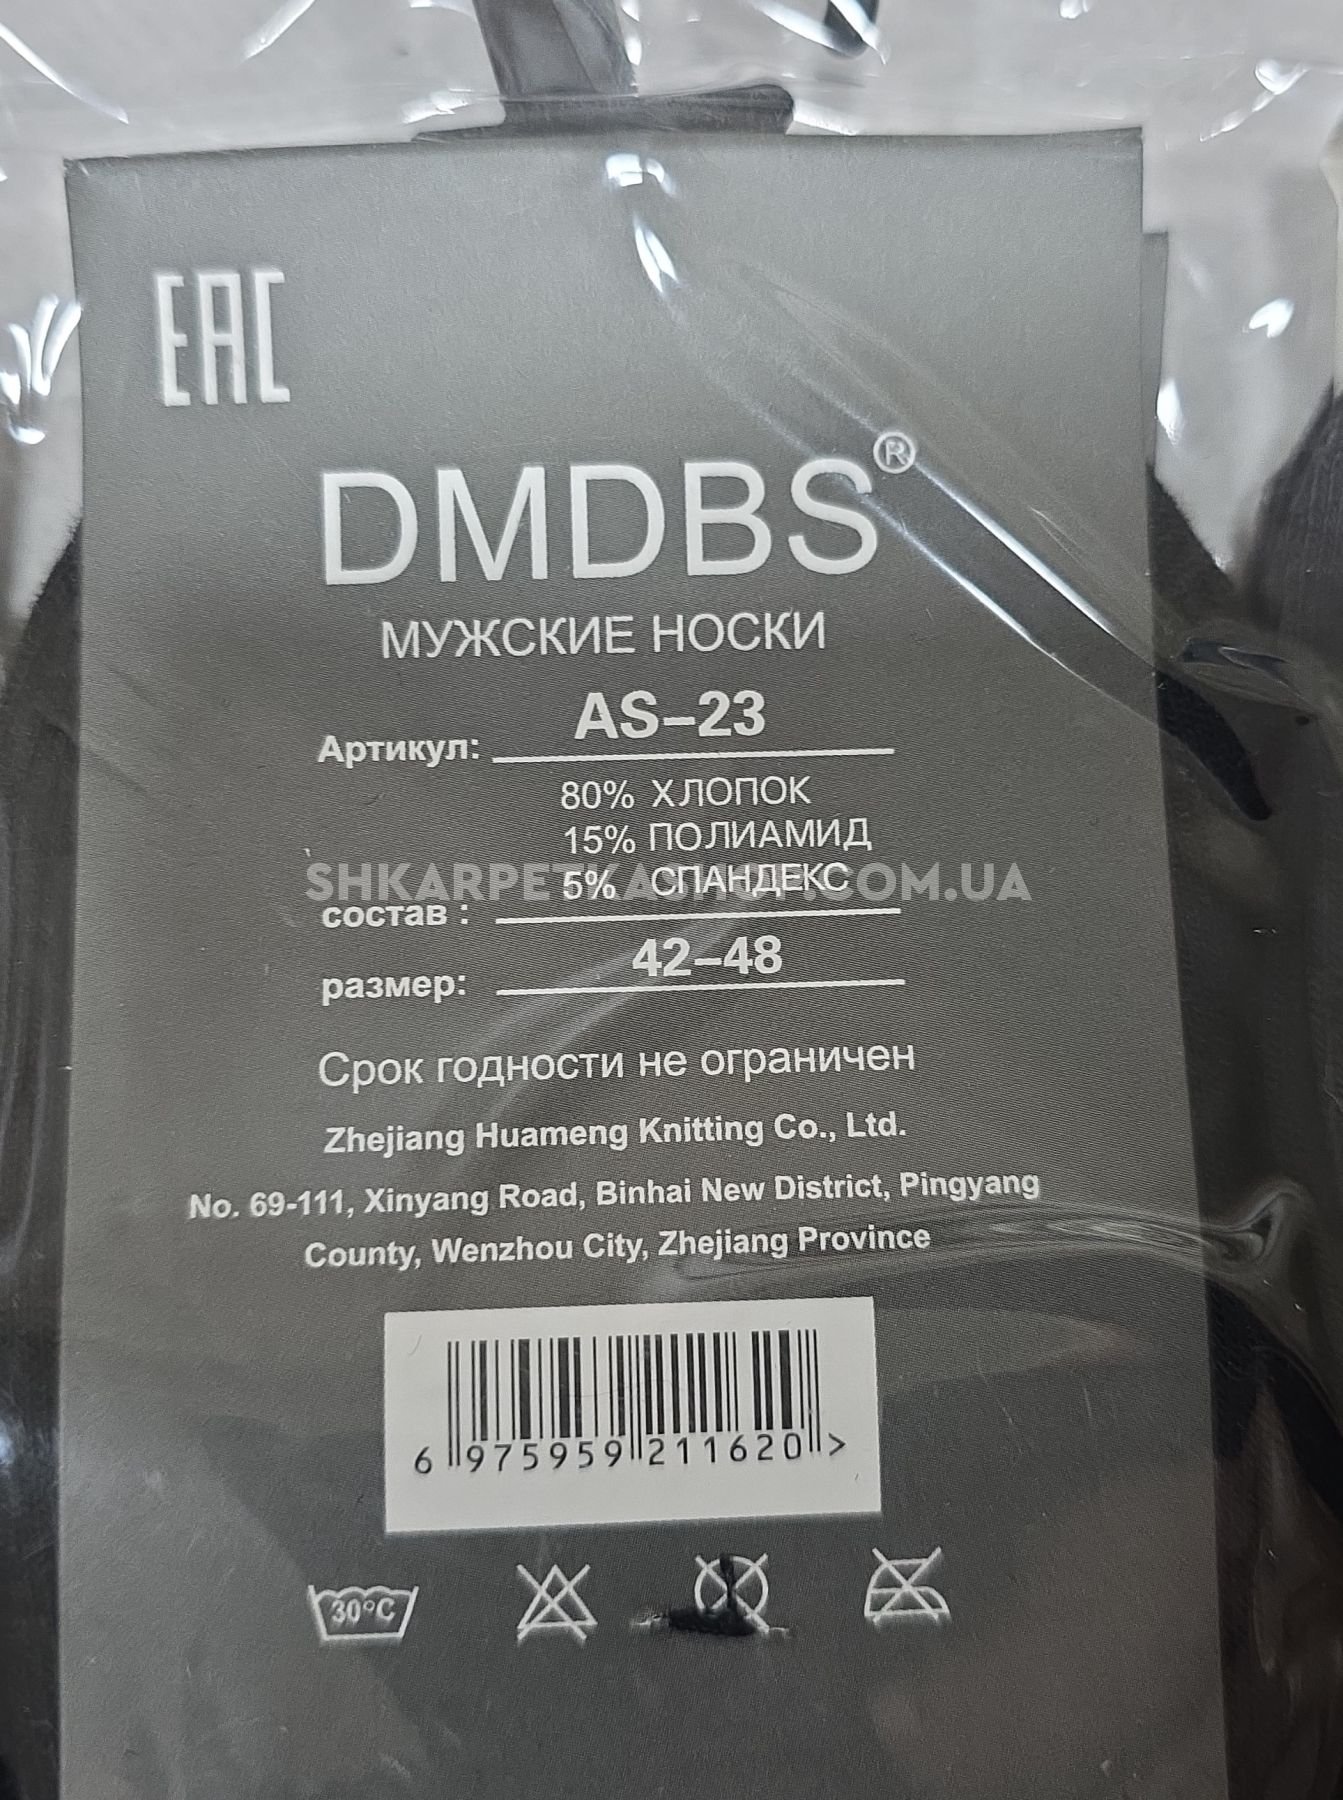 EAC
DMDBS®
МУЖСКИЕ НОСКИ
Артикул: AS–23
80% ХЛОПОК
15% ПОЛИАМИД
5% СПАНДЕКС
SHKARPETKASHOP.COM.UA
состав :
размер: 42–48
Срок годности не ограничен
Zhejiang Huameng Knitting Co., Ltd.
No. 69-111, Xinyang Road, Binhai New District, Pingyang
County, Wenzhou City, Zhejiang Province
6 975959 211620 >
30°C